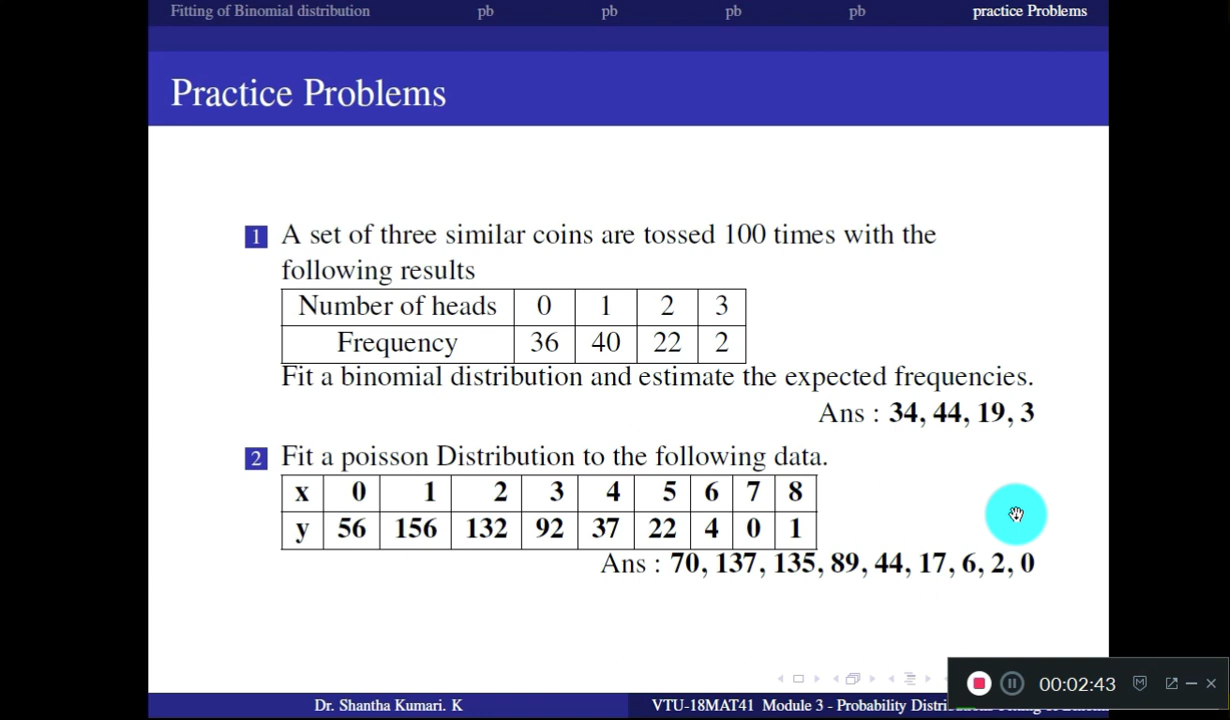 Fitting of Binomial distribution pb pb pb pb practice Problems
Practice Problems
1 A set of three similar coins are tossed 100 times with the
following results
Number of heads 0 1 2 3
Frequency 36 40 22 2
Fit a binomial distribution and estimate the expected frequencies.
Ans : 34, 44, 19, 3
2 Fit a poisson Distribution to the following data.
x 0 1 2 3 4 5 6 7 8
y 56 156 132 92 37 22 4 0 1
Ans : 70, 137, 135, 89, 44, 17, 6, 2, 0
00:02:43
Dr. Shantha Kumari. K VTU-18MAT41 Module 3 - Probability